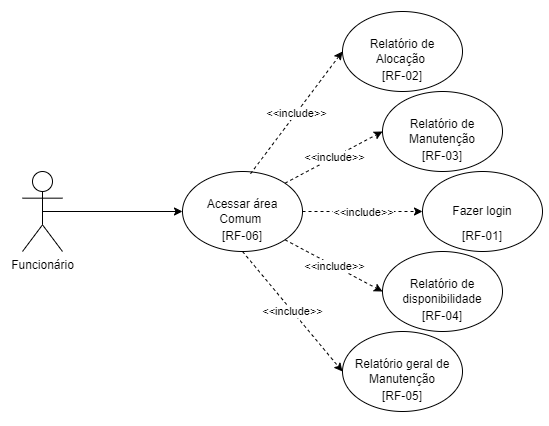 Relatório de
Alocação
[RF-02]
<<include>>
Relatório de
Manutenção
[RF-03]
<<include>>
Funcionário
Acessar área
Comum
[RF-06]
<<include>>
Fazer login
[RF-01]
<<include>>
Relatório de
disponibilidade
[RF-04]
<<include>>
Relatório geral de
Manutenção
[RF-05]